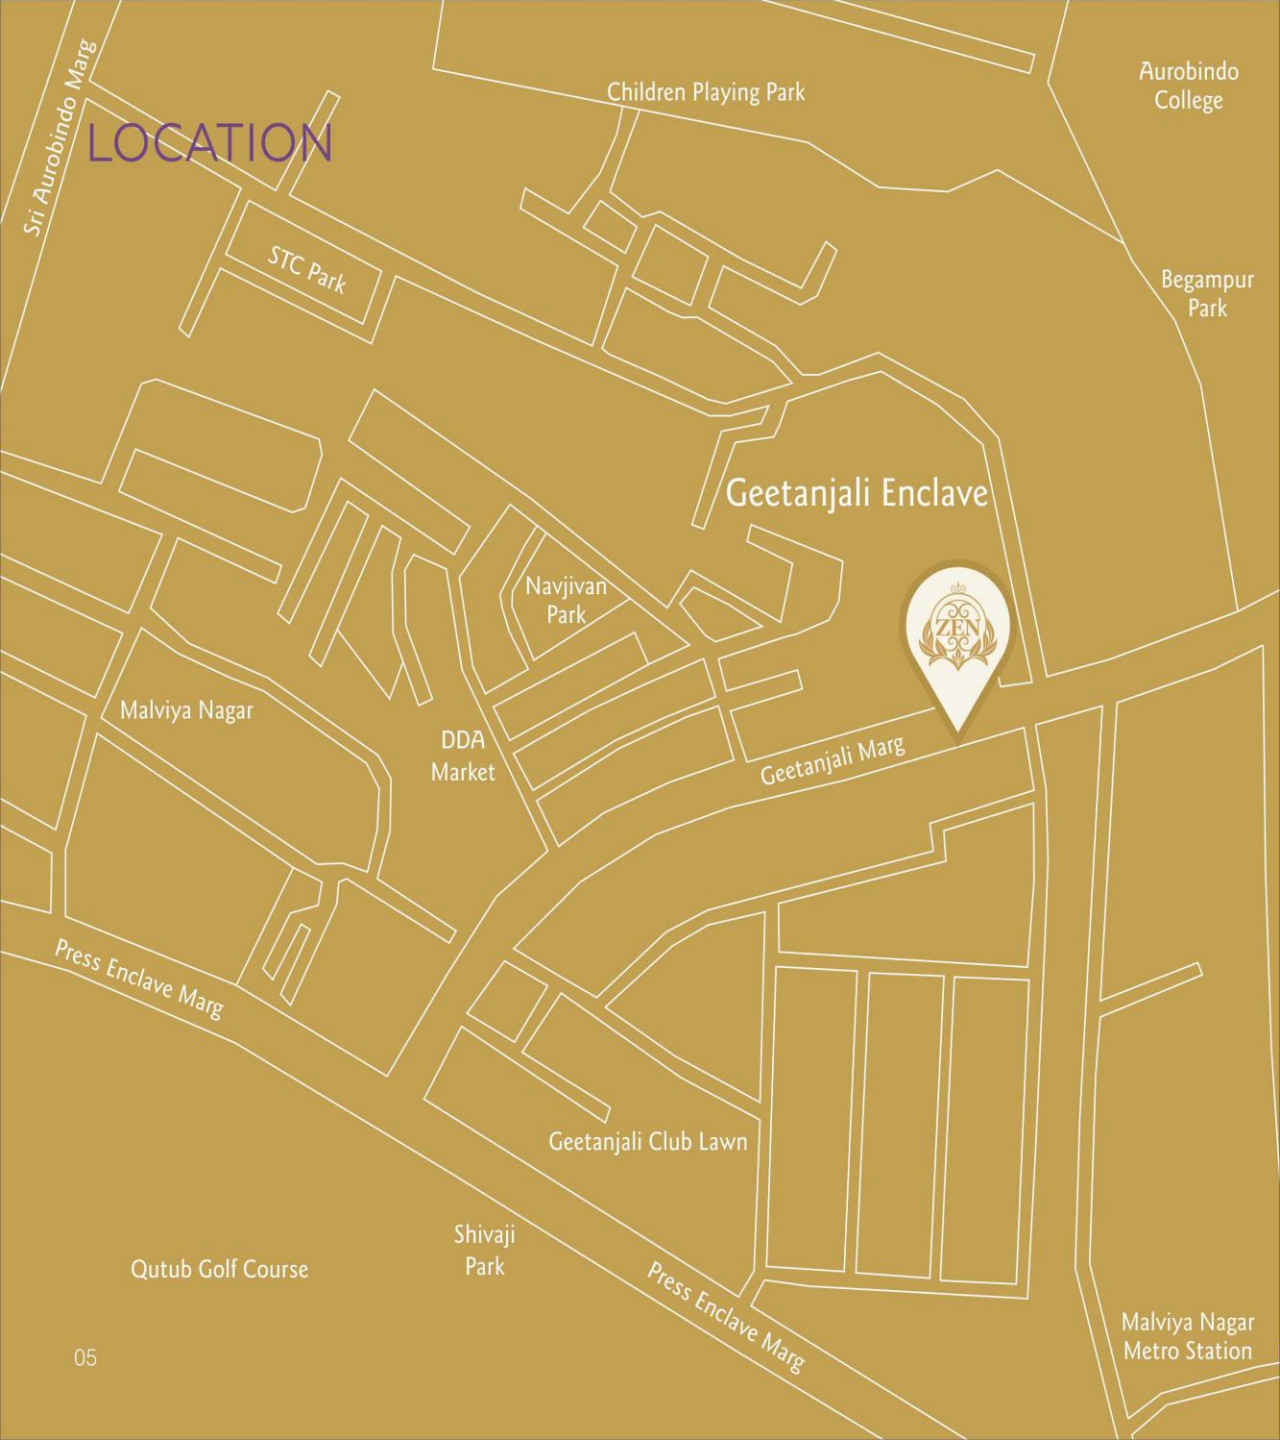 Sri Aurobindo Marg
LOCATION
Children Playing Park
Aurobindo
College
STC Park
Begampur
Park
Geetanjali Enclave
Navjivan
Park
ZEN
Malviya Nagar
DDA
Market
Geetanjali Marg
Press Enclave Marg
Geetanjali Club Lawn
Shivaji
Park
Qutub Golf Course
Press Enclave Marg
Malviya Nagar
Metro Station
05